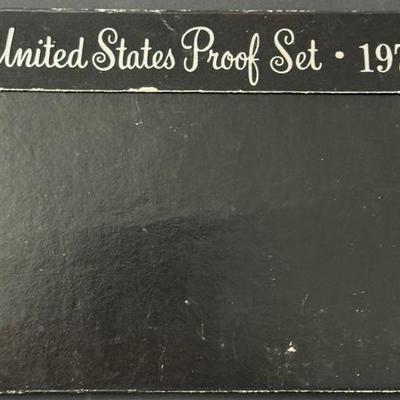 United States Proof Set • 197